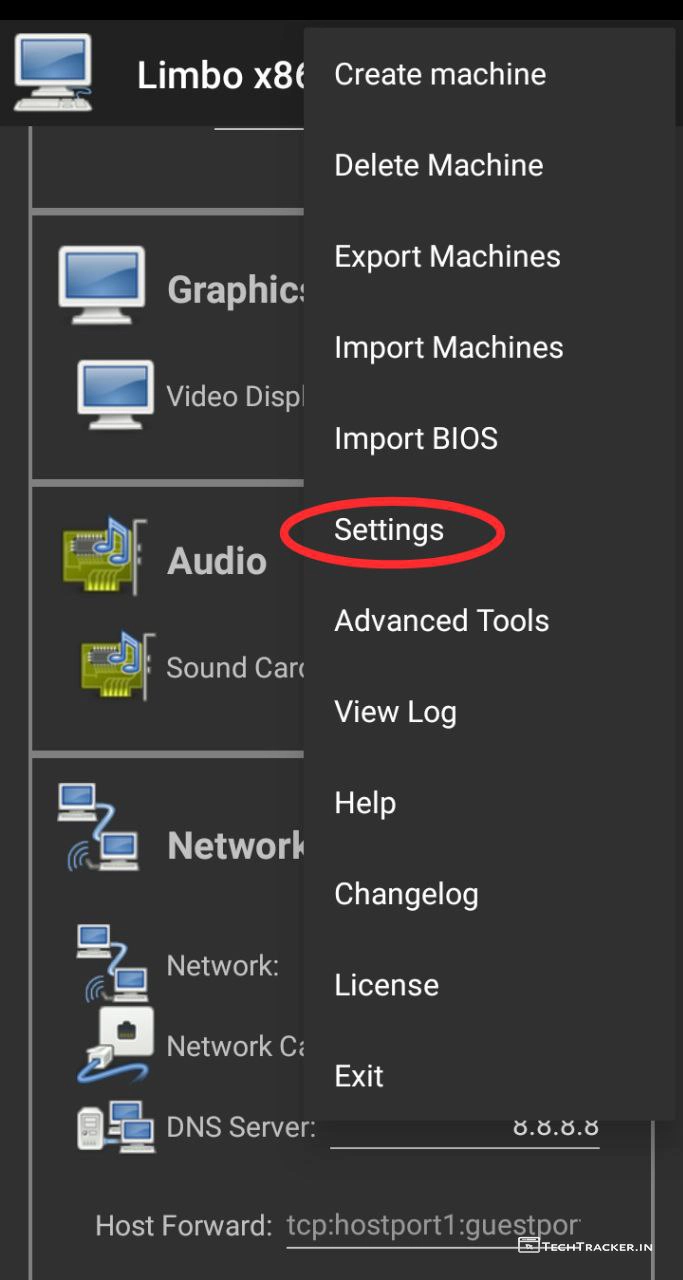 Limbo x86
Create machine
Delete Machine
Export Machines
Import Machines
Import BIOS
Settings
Advanced Tools
View Log
Help
Changelog
License
Exit
Graphics
Video Displ
Audio
Sound Card
Network
Network:
Network Ca
DNS Server: 8.8.8.8
Host Forward: tcp:hostport1:guestpor
TECHTRACKER.IN